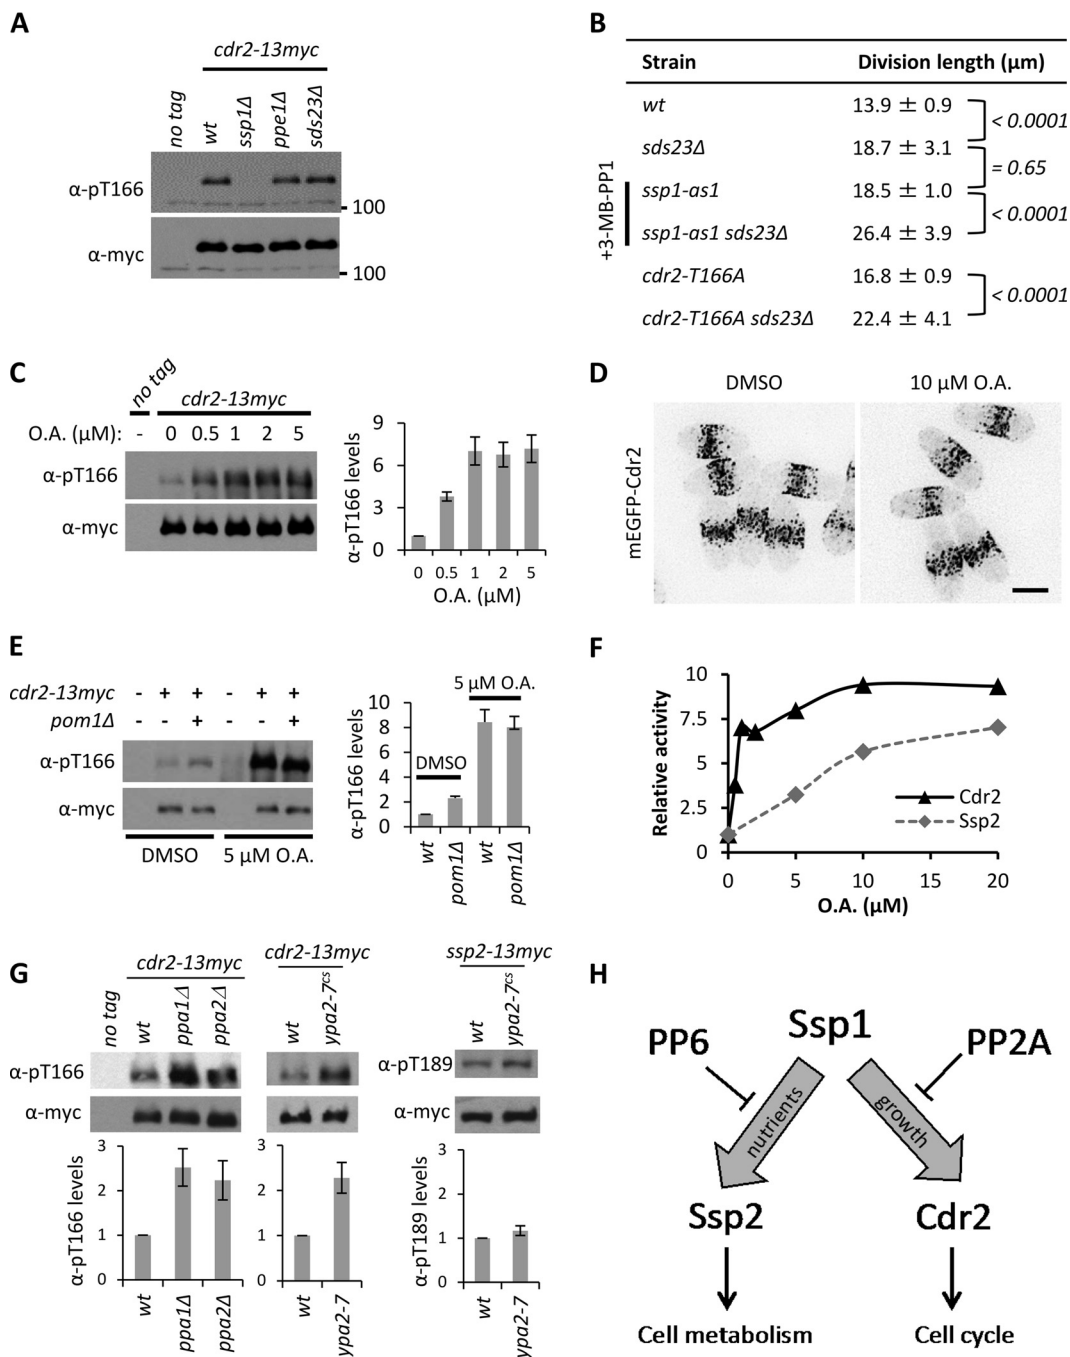 A
cdr2-13myc
no tag
wt
ssp1Δ
ppe1Δ
sds23Δ
α-pT166
100
α-myc
100
B
Strain Division length (μm)
wt 13.9 ± 0.9
< 0.0001
sds23Δ 18.7 ± 3.1
= 0.65
ssp1-as1 18.5 ± 1.0
< 0.0001
ssp1-as1 sds23Δ 26.4 ± 3.9
+3-MB-PP1
cdr2-T166A 16.8 ± 0.9
< 0.0001
cdr2-T166A sds23Δ 22.4 ± 4.1
C
no tag
cdr2-13myc
O.A. (μM): - 0 0.5 1 2 5
α-pT166
α-myc
α-pT166 levels
9
6
3
0
0 0.5 1 2 5
O.A. (μM)
D
DMSO 10 μM O.A.
mEGFP-Cdr2
E
cdr2-13myc - + + - + +
pom1Δ - - + - - +
α-pT166
α-myc
DMSO 5 μM O.A.
α-pT166 levels
10
8
6
4
2
0
DMSO
5 μM O.A.
wt
pom1Δ
wt
pom1Δ
F
Relative activity
10
7.5
5
2.5
0
Cdr2
Ssp2
0 5 10 15 20
O.A. (μM)
G
cdr2-13myc
no tag
wt
ppa1Δ
ppa2Δ
α-pT166
α-myc
α-pT166 levels
3
2
1
0
wt
ppa1Δ
ppa2Δ
cdr2-13myc
wt
ypa2-7cs
3
2
1
0
wt
ypa2-7
ssp2-13myc
wt
ypa2-7cs
α-pT189
α-myc
α-pT189 levels
3
2
1
0
wt
ypa2-7
H
Ssp1
PP6
PP2A
nutrients
growth
Ssp2
Cdr2
Cell metabolism
Cell cycle